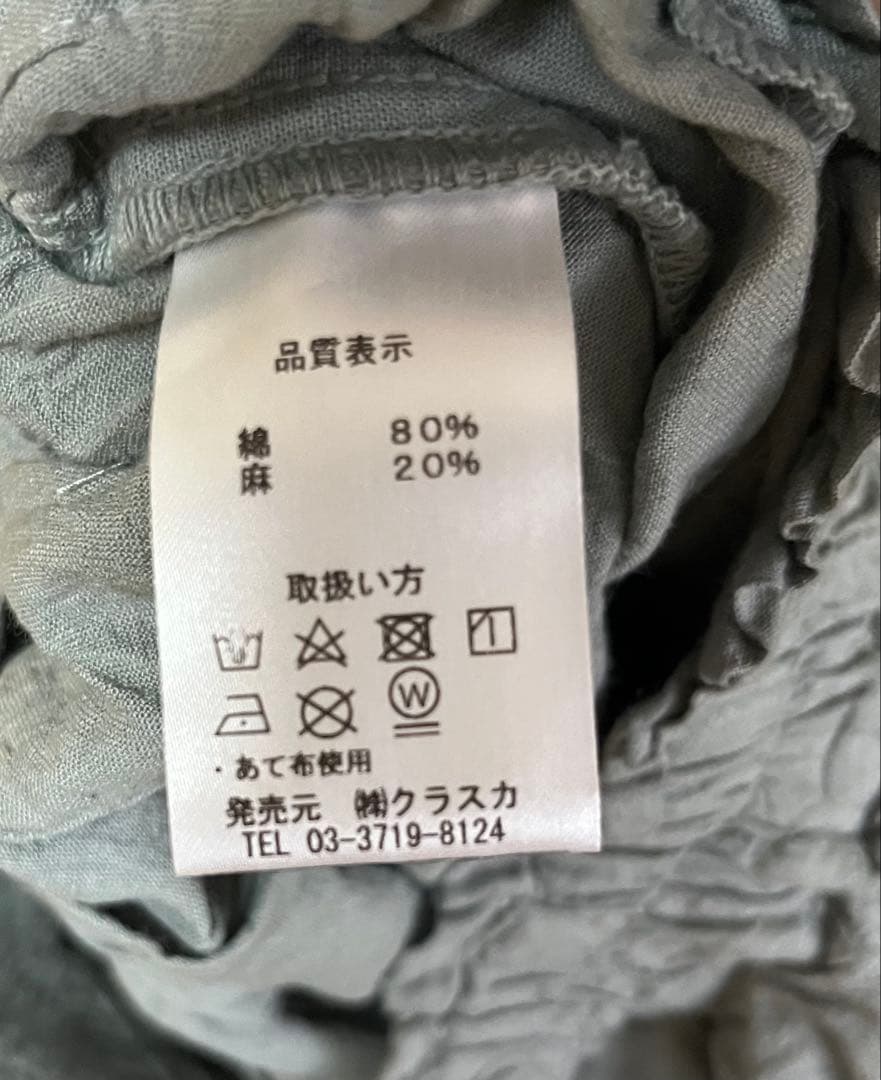 品質表示
綿 80%
麻 20%
取扱い方
W
・あて布使用
発売元 ㈱クラスカ
TEL 03-3719-8124